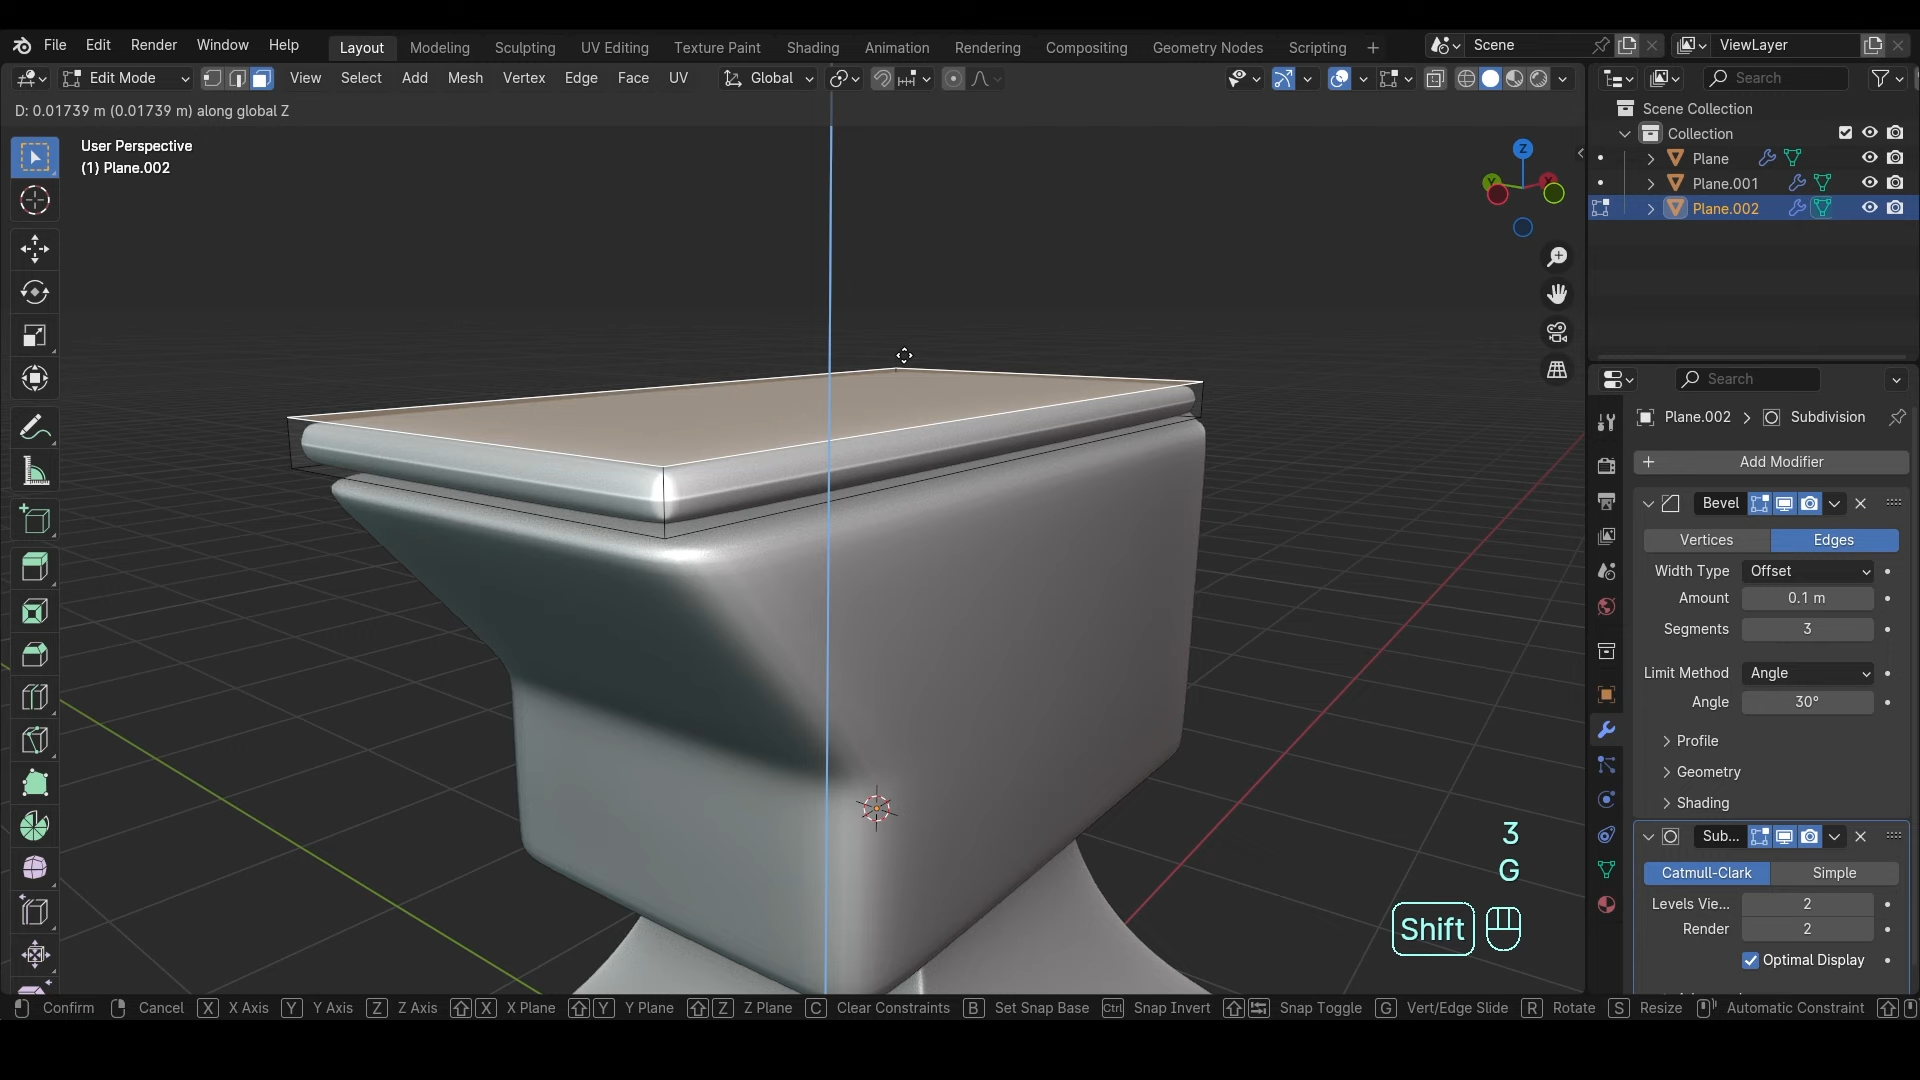 File Edit Render Window Help Layout Modeling Sculpting UV Editing Texture Paint Shading Animation Rendering Compositing Geometry Nodes Scripting + Scene ViewLayer
Edit Mode View Select Add Mesh Vertex Edge Face UV Global Search
D: 0.01739 m (0.01739 m) along global Z
Scene Collection
User Perspective
Collection
(1) Plane.002
Z
Plane
Y
X
Plane.001
Plane.002
Search
Plane.002 > Subdivision
+ Add Modifier
Bevel
Vertices Edges
Width Type Offset
Amount 0.1 m
Segments 3
Limit Method Angle
Angle 30°
Profile
Geometry
Shading
3
Sub...
G
Catmull-Clark Simple
Levels Vie... 2
Shift
Render 2
Optimal Display
Confirm Cancel X X Axis Y Y Axis Z Z Axis X X Plane Y Y Plane Z Z Plane C Clear Constraints B Set Snap Base Ctrl Snap Invert Snap Toggle G Vert/Edge Slide R Rotate S Resize Automatic Constraint